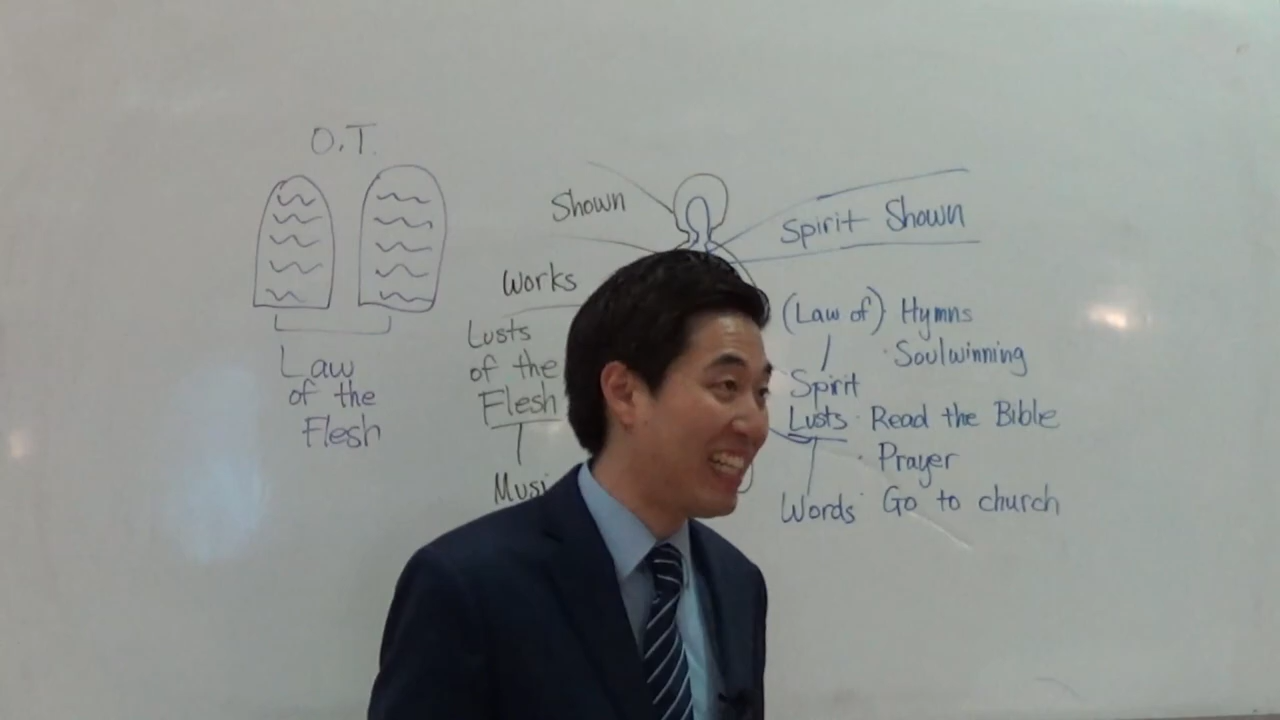 O.T.
Law
of the
Flesh
Shown
Works
Lusts
of the
Flesh
Musi
Spirit Shown
(Law of) Hymns
· Soulwinning
Spirit
Lusts · Read the Bible
· Prayer
Words · Go to church